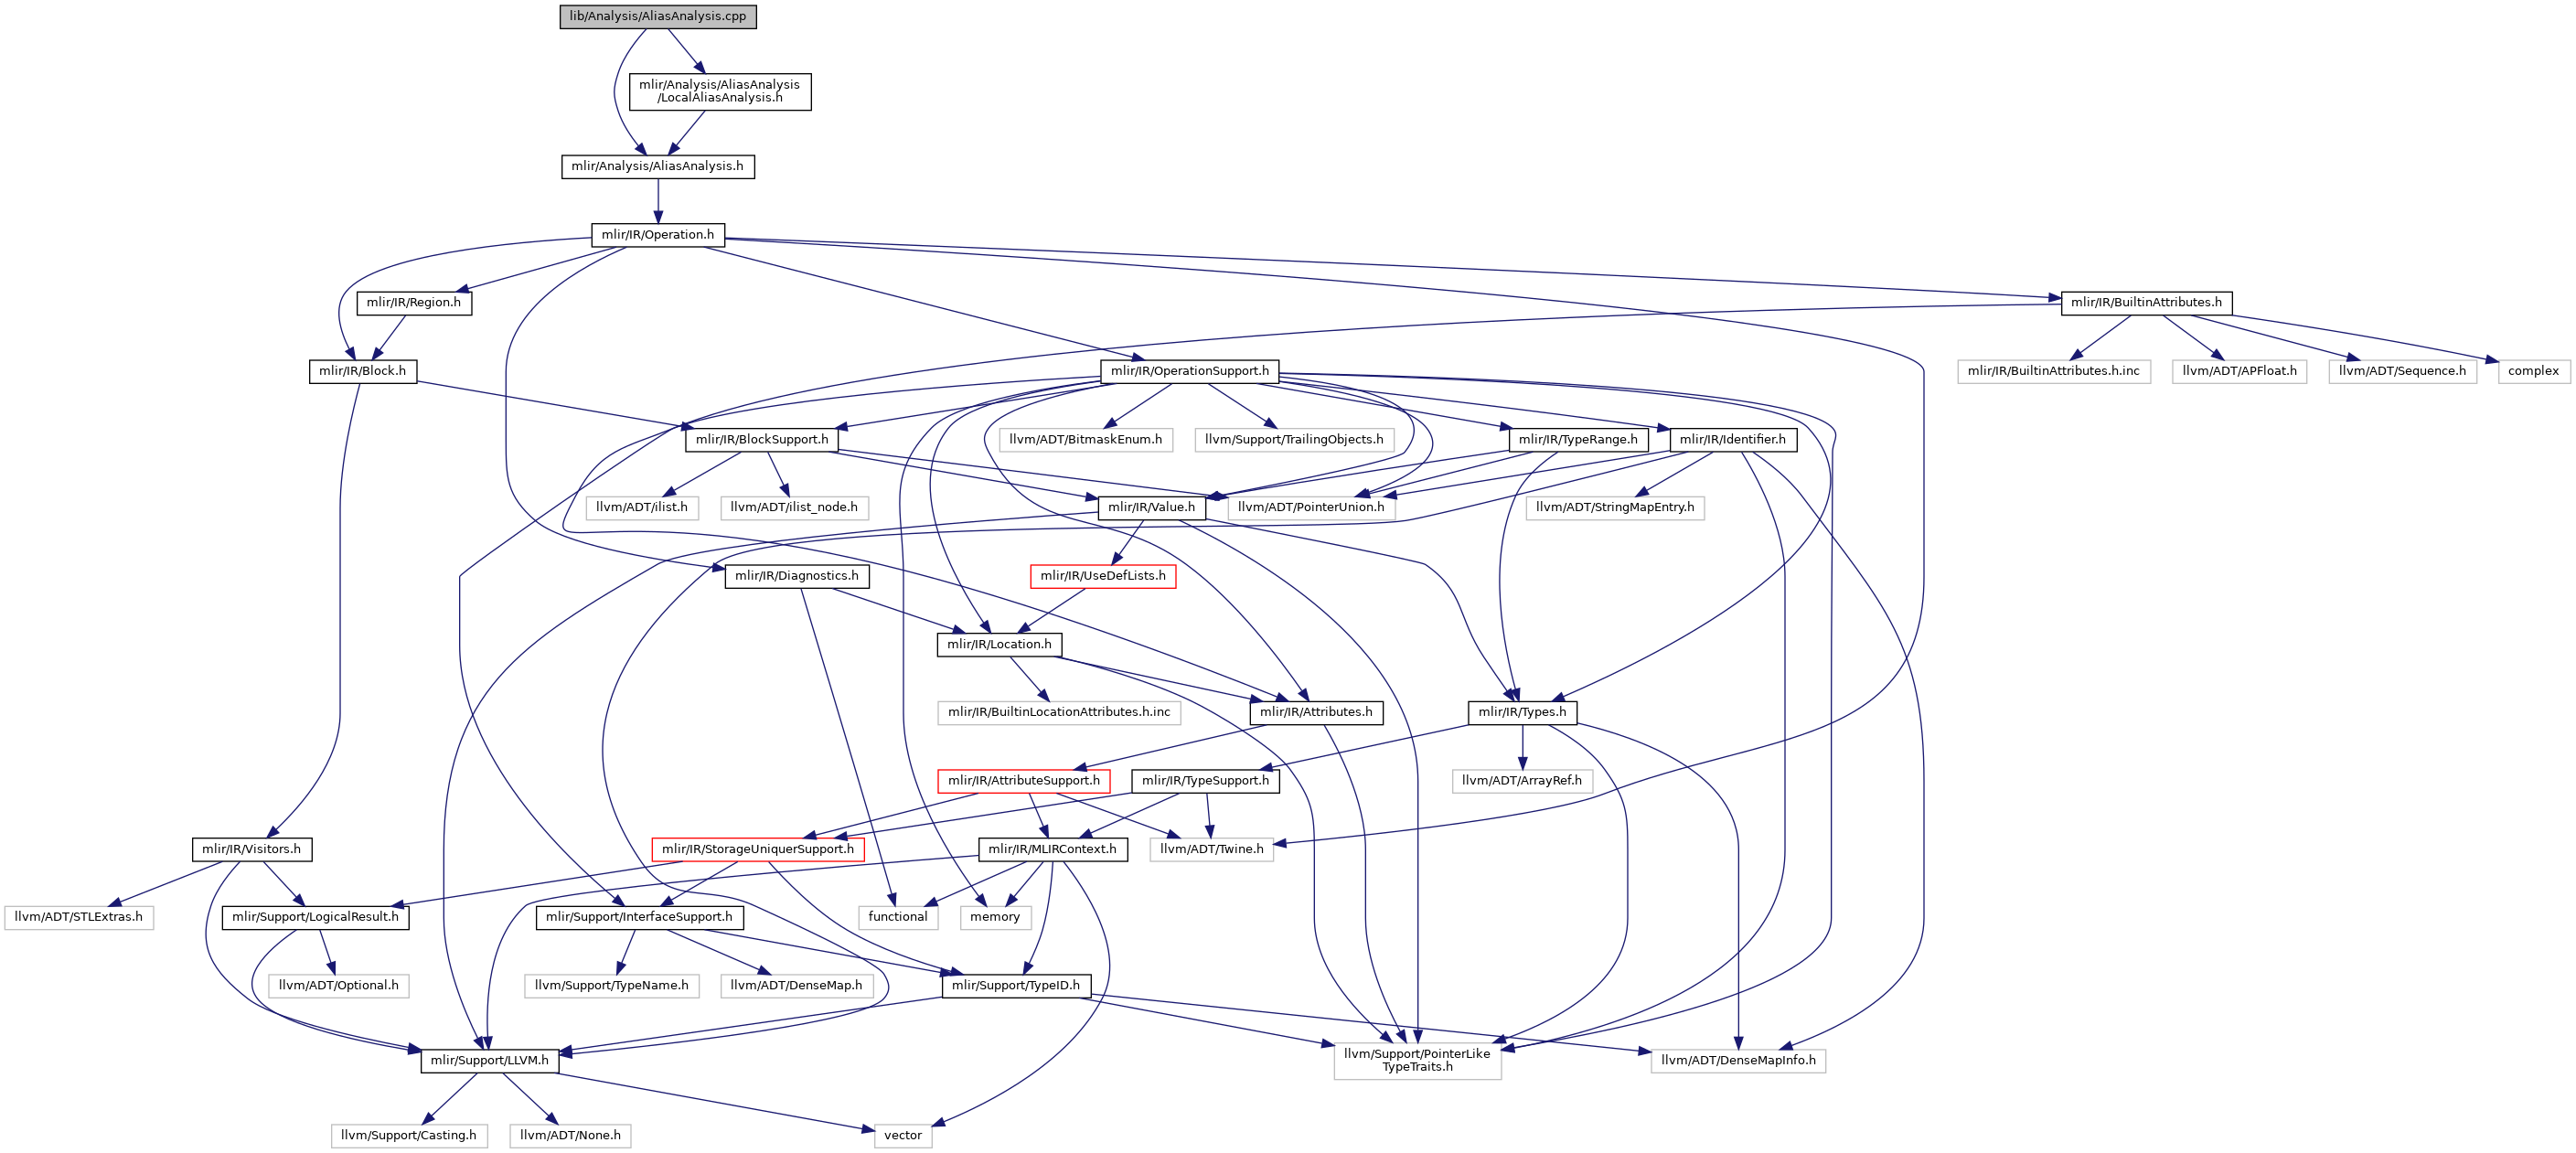 lib/Analysis/AliasAnalysis.cpp
mlir/Analysis/AliasAnalysis
/LocalAliasAnalysis.h
mlir/Analysis/AliasAnalysis.h
mlir/IR/Operation.h
mlir/IR/Region.h
mlir/IR/BuiltinAttributes.h
mlir/IR/Block.h
mlir/IR/OperationSupport.h
mlir/IR/BuiltinAttributes.h.inc
llvm/ADT/APFloat.h
llvm/ADT/Sequence.h
complex
mlir/IR/BlockSupport.h
llvm/ADT/BitmaskEnum.h
llvm/Support/TrailingObjects.h
mlir/IR/TypeRange.h
mlir/IR/Identifier.h
llvm/ADT/ilist.h
llvm/ADT/ilist_node.h
mlir/IR/Value.h
llvm/ADT/PointerUnion.h
llvm/ADT/StringMapEntry.h
mlir/IR/Diagnostics.h
mlir/IR/UseDefLists.h
mlir/IR/Location.h
mlir/IR/BuiltinLocationAttributes.h.inc
mlir/IR/Attributes.h
mlir/IR/Types.h
mlir/IR/AttributeSupport.h
mlir/IR/TypeSupport.h
llvm/ADT/ArrayRef.h
mlir/IR/Visitors.h
mlir/IR/StorageUniquerSupport.h
mlir/IR/MLIRContext.h
llvm/ADT/Twine.h
llvm/ADT/STLExtras.h
mlir/Support/LogicalResult.h
mlir/Support/InterfaceSupport.h
functional
memory
llvm/ADT/Optional.h
llvm/Support/TypeName.h
llvm/ADT/DenseMap.h
mlir/Support/TypeID.h
mlir/Support/LLVM.h
llvm/Support/PointerLike
TypeTraits.h
llvm/ADT/DenseMapInfo.h
llvm/Support/Casting.h
llvm/ADT/None.h
vector